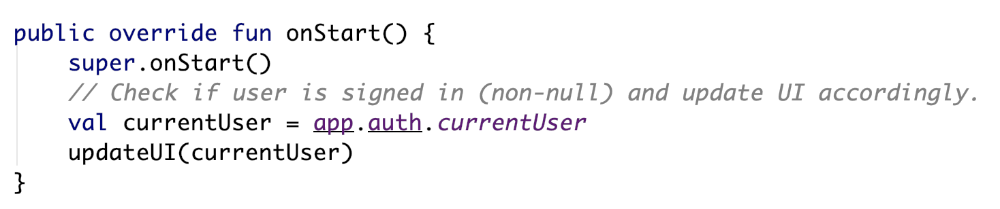 public override fun onStart() {
    super.onStart()
    // Check if user is signed in (non-null) and update UI accordingly.
    val currentUser = app.auth.currentUser
    updateUI(currentUser)
}